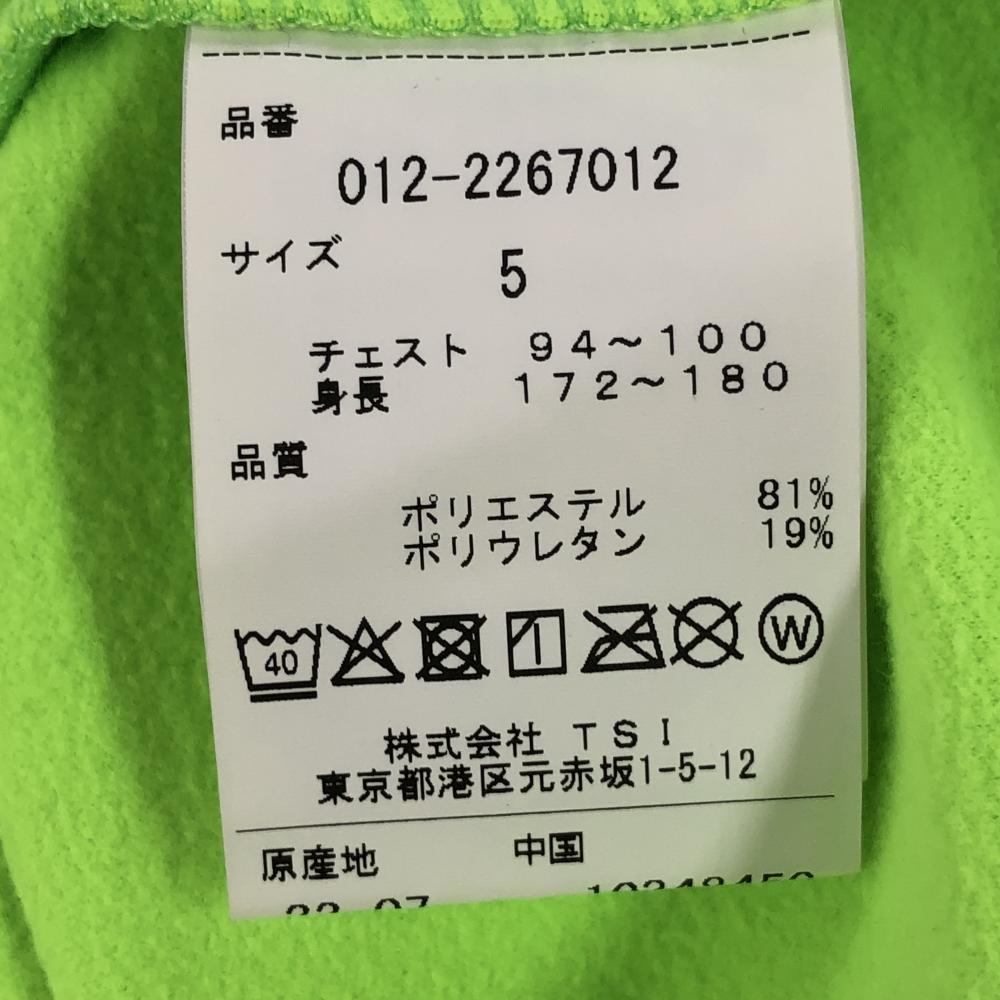 品番
012-2267012
サイズ 5
チェスト 94～100
身長 172～180
品質
ポリエステル 81%
ポリウレタン 19%
40 W
株式会社 TSI
東京都港区元赤坂1-5-12
原産地 中国